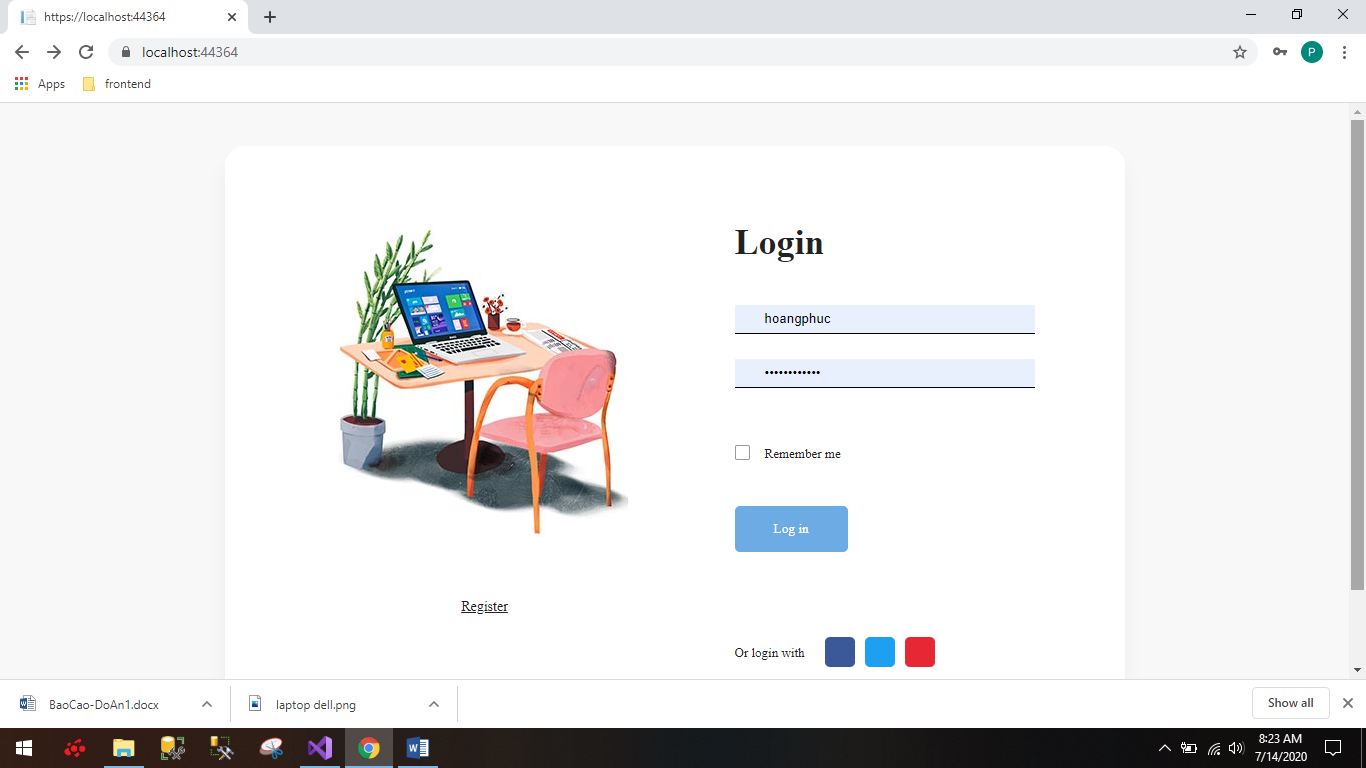 https://localhost:44364
localhost:44364
P
Apps
frontend
Login
hoangphuc
••••••••••••
Remember me
Log in
Register
Or login with
BaoCao-DoAn1.docx
laptop dell.png
Show all
8:23 AM
7/14/2020